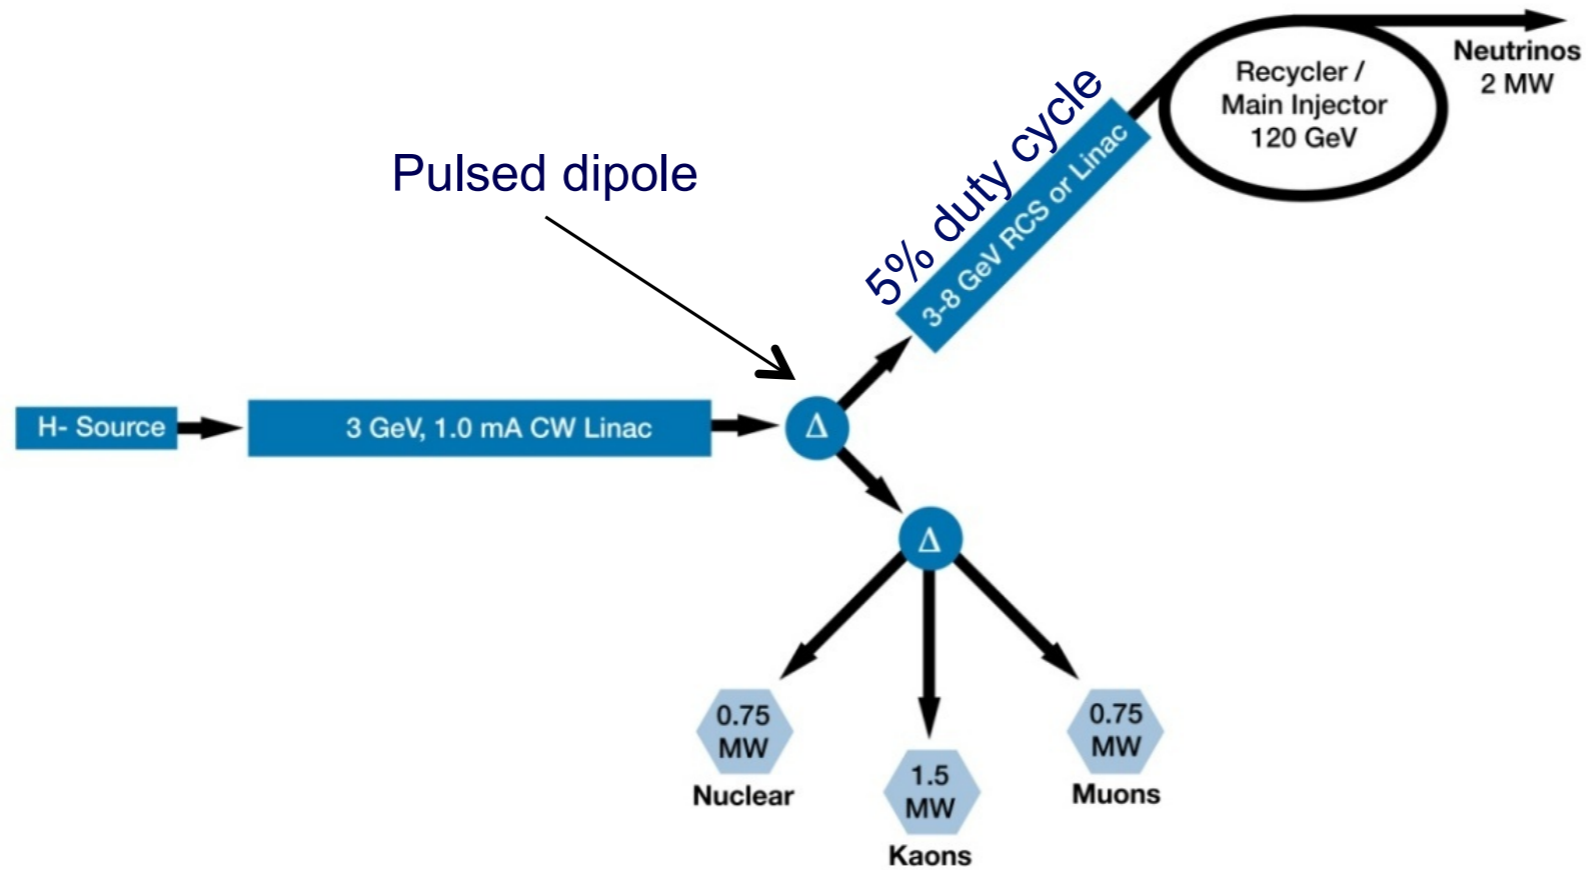 Neutrinos
2 MW
Recycler /
Main Injector
120 GeV
5% duty cycle
3-8 GeV RCS or Linac
Pulsed dipole
H- Source
3 GeV, 1.0 mA CW Linac
Δ
Δ
0.75
MW
Nuclear
1.5
MW
Kaons
0.75
MW
Muons